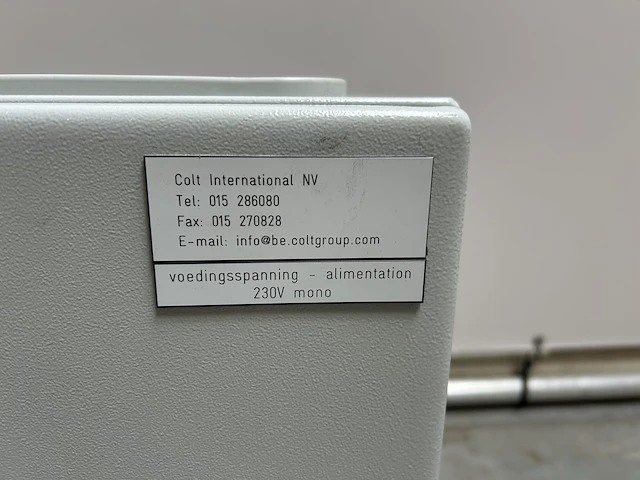 Colt International NV
Tel: 015 286080
Fax: 015 270828
E-mail: info@be.coltgroup.com
voedingsspanning - alimentation
230V mono